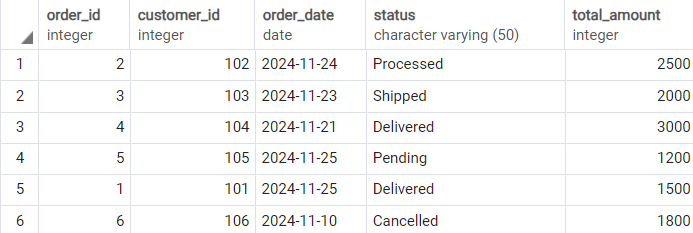 order_id customer_id order_date status total_amount
integer integer date character varying (50) integer
1 2 102 2024-11-24 Processed 2500
2 3 103 2024-11-23 Shipped 2000
3 4 104 2024-11-21 Delivered 3000
4 5 105 2024-11-25 Pending 1200
5 1 101 2024-11-25 Delivered 1500
6 6 106 2024-11-10 Cancelled 1800